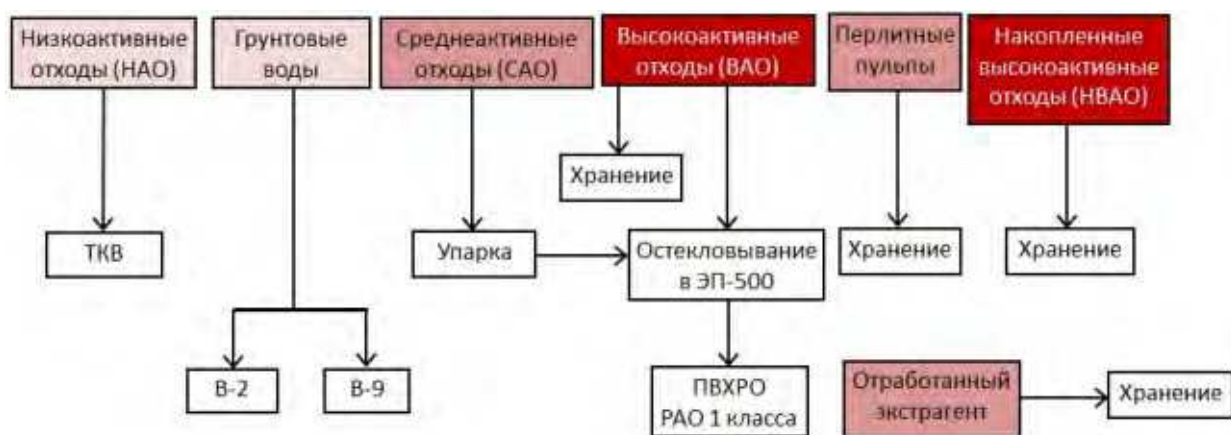 Низкоактивные
отходы (НАО)
Грунтовые
воды
Среднеактивные
отходы (САО)
Высокоактивные
отходы (ВАО)
Перлитные
пульпы
Накопленные
высокоактивные
отходы (НВАО)
Хранение
ТКВ
Упарка
Остекловывание
в ЭП-500
Хранение
Хранение
В-2
В-9
ПВХРО
РАО 1 класса
Отработанный
экстрагент
Хранение